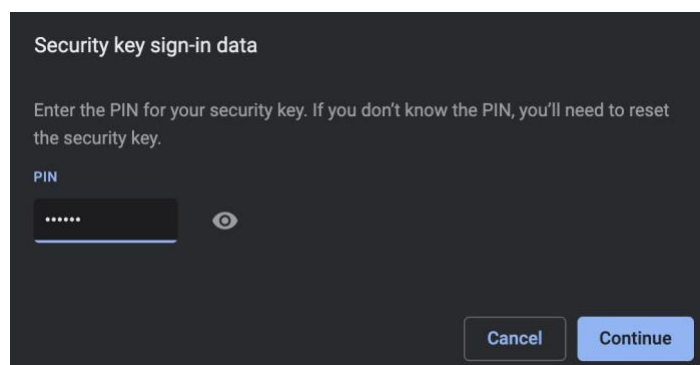 Security key sign-in data
Enter the PIN for your security key. If you don’t know the PIN, you’ll need to reset
the security key.
PIN
••••••
Cancel
Continue